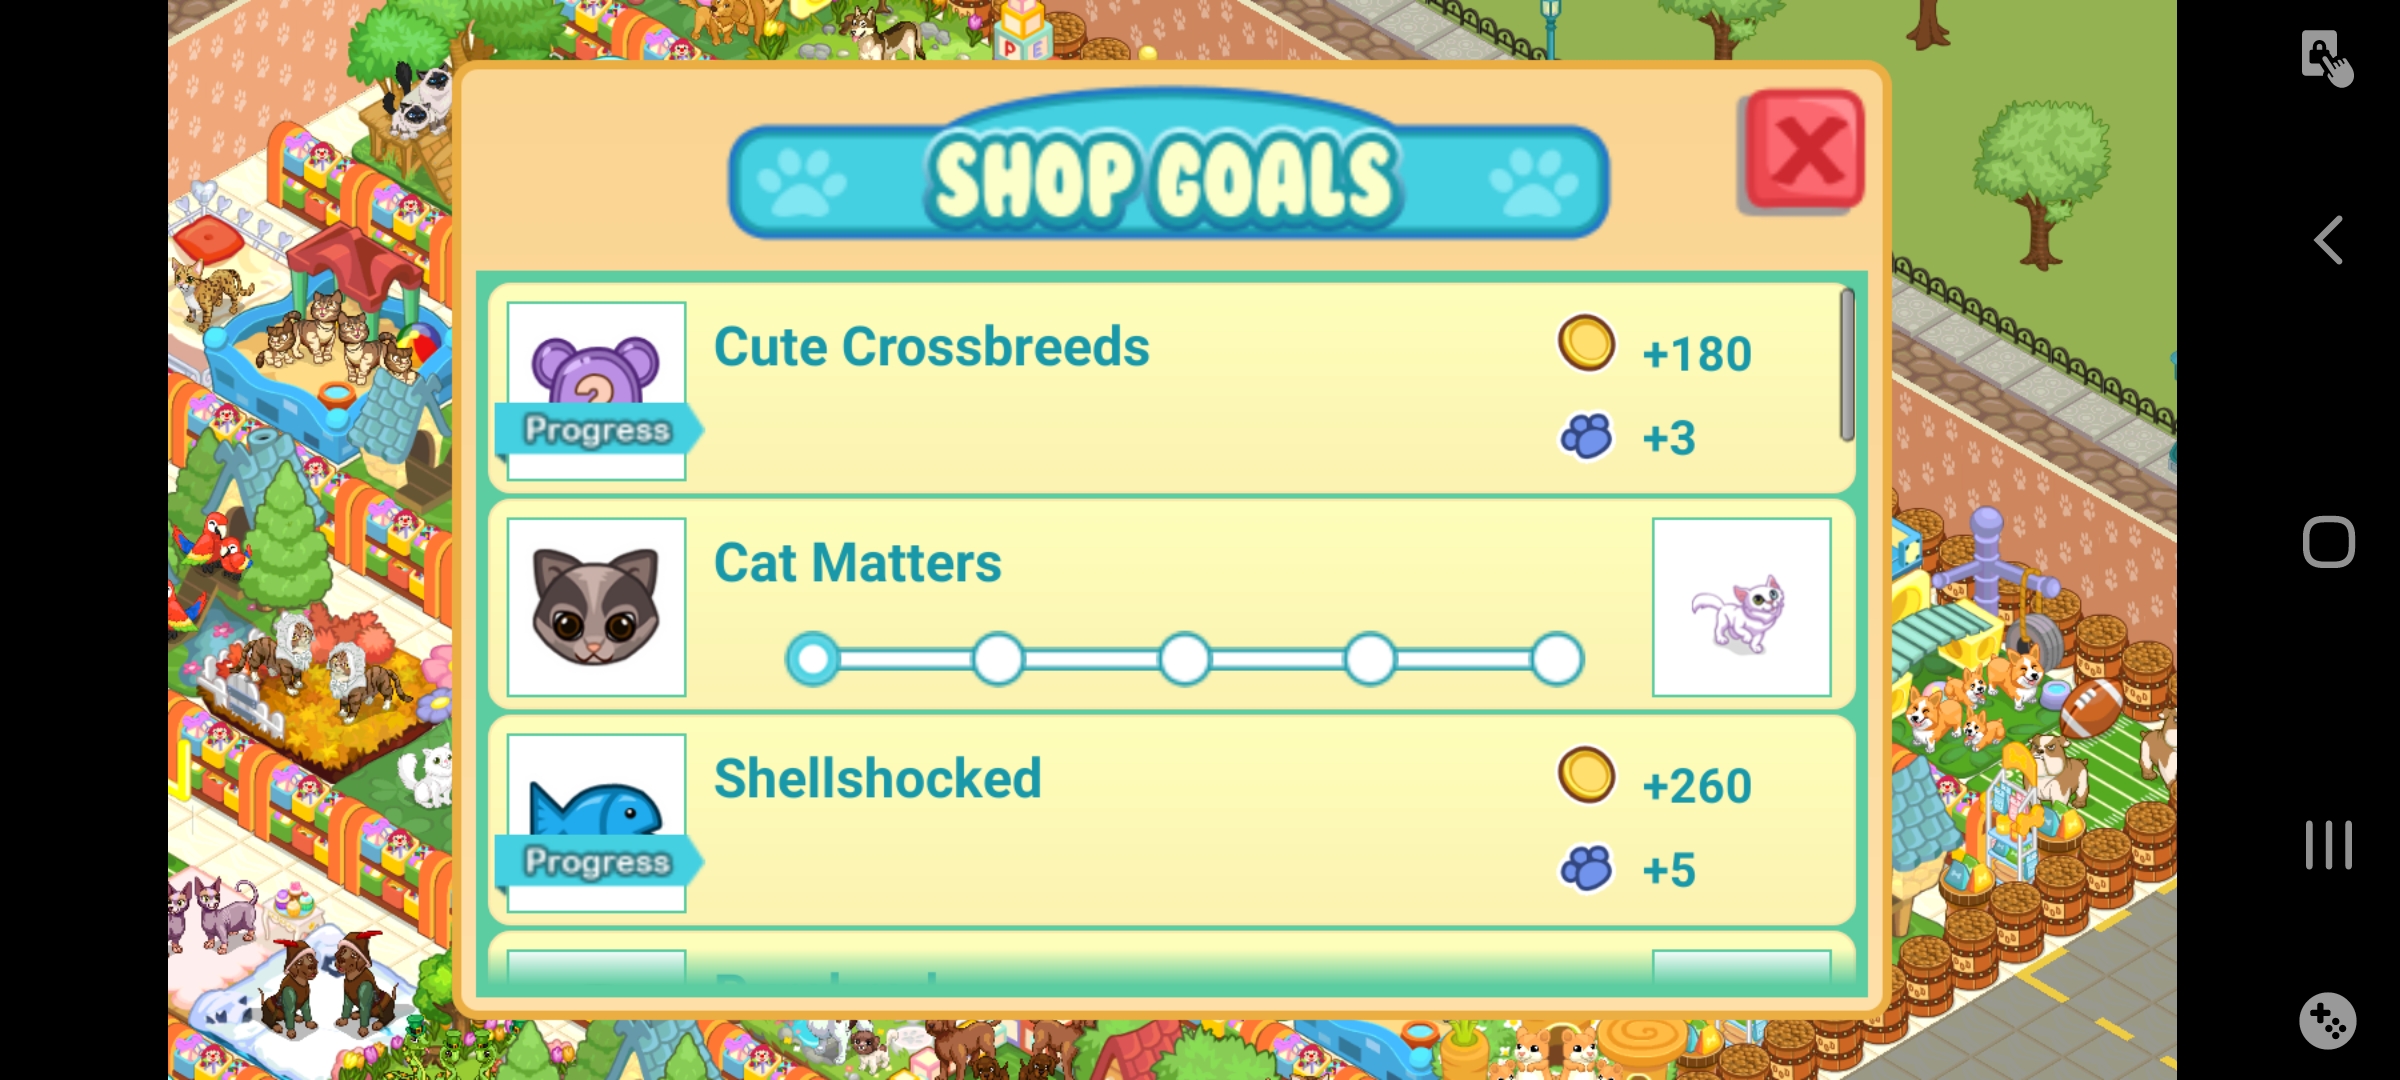 SHOP GOALS
Cute Crossbreeds
+180
Progress
+3
Cat Matters
Shellshocked
+260
Progress
+5